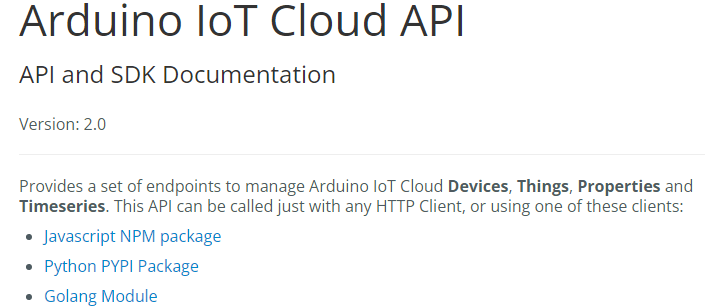 Arduino IoT Cloud API
API and SDK Documentation
Version: 2.0
Provides a set of endpoints to manage Arduino IoT Cloud Devices, Things, Properties and
Timeseries. This API can be called just with any HTTP Client, or using one of these clients:
• Javascript NPM package
• Python PYPI Package
• Golang Module